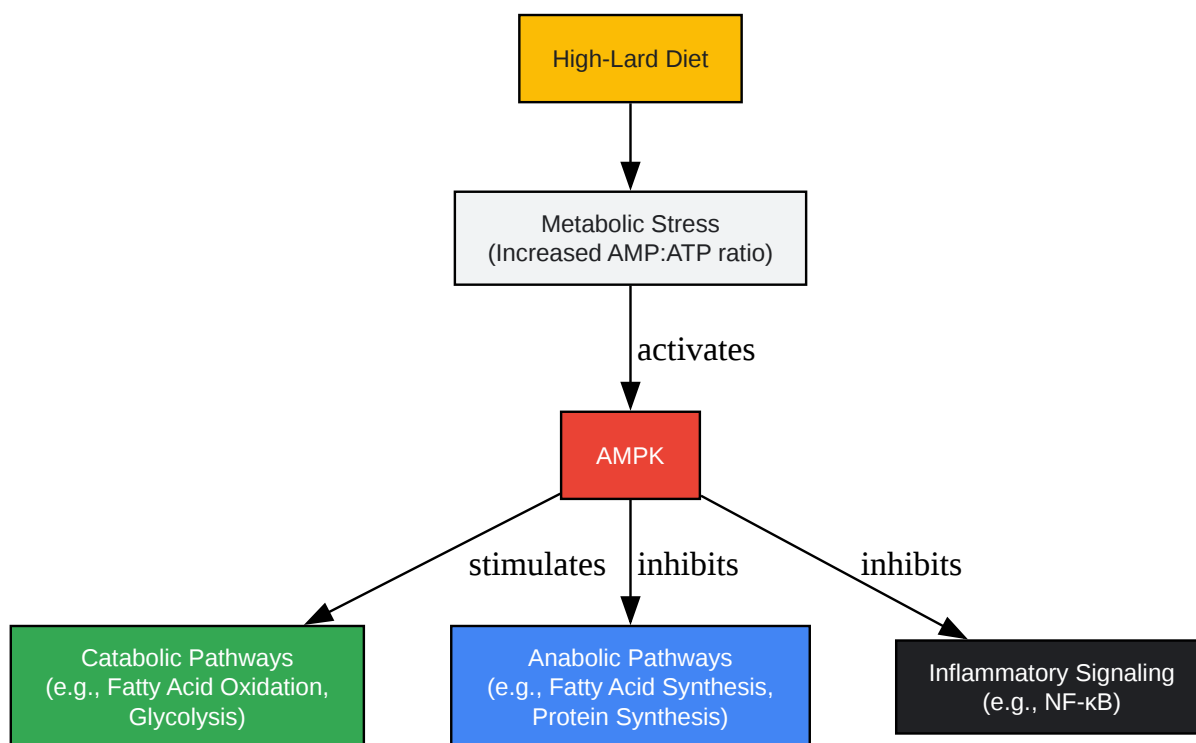 High-Lard Diet
Metabolic Stress
(Increased AMP:ATP ratio)
activates
AMPK
stimulates
inhibits
inhibits
Catabolic Pathways
(e.g., Fatty Acid Oxidation,
Glycolysis)
Anabolic Pathways
(e.g., Fatty Acid Synthesis,
Protein Synthesis)
Inflammatory Signaling
(e.g., NF-κB)